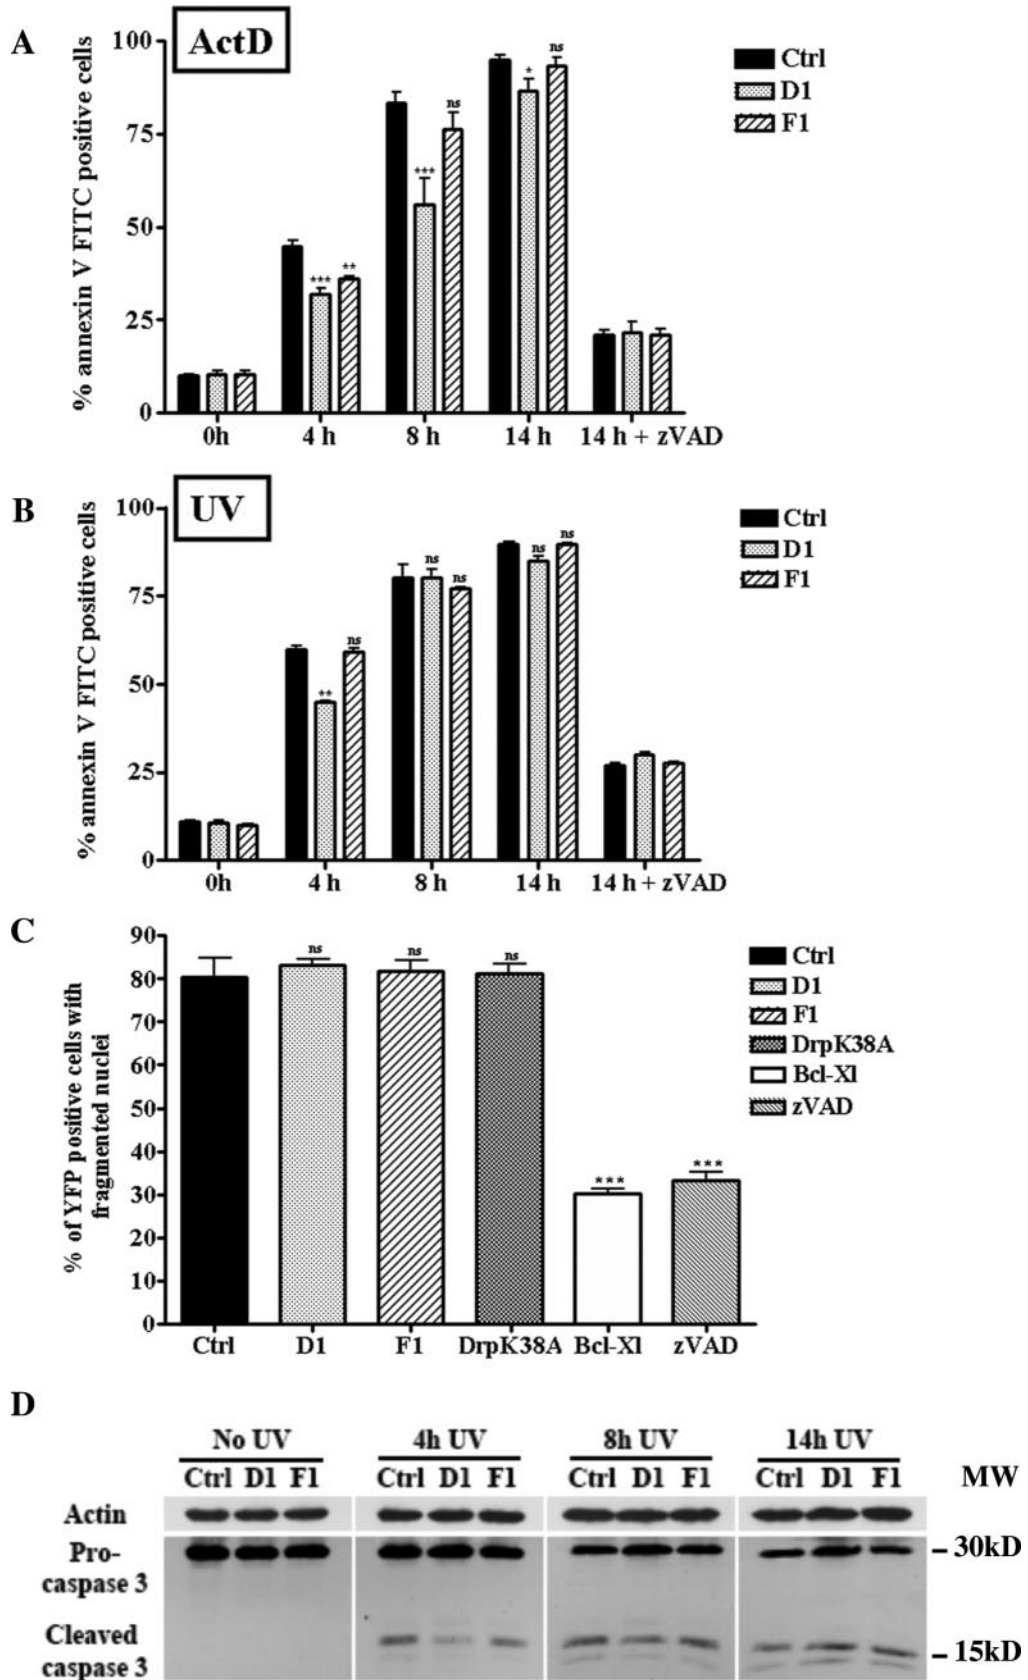 A
ActD
% annexin V FITC positive cells
100
75
50
25
0
***
**
***
ns
*
ns
0h
4 h
8 h
14 h
14 h + zVAD
Ctrl
D1
F1
B
UV
% annexin V FITC positive cells
100
75
50
25
0
**
ns
ns
ns
ns
ns
0h
4 h
8 h
14 h
14 h + zVAD
Ctrl
D1
F1
C
% of YFP positive cells with
fragmented nuclei
90
80
70
60
50
40
30
20
10
0
ns
ns
ns
***
***
Ctrl
D1
F1
DrpK38A
Bcl-Xl
zVAD
Ctrl
D1
F1
DrpK38A
Bcl-Xl
zVAD
D
No UV
4h UV
8h UV
14h UV
Ctrl D1 F1
Ctrl D1 F1
Ctrl D1 F1
Ctrl D1 F1
MW
Actin
Pro-
caspase 3
30kD
Cleaved
caspase 3
15kD